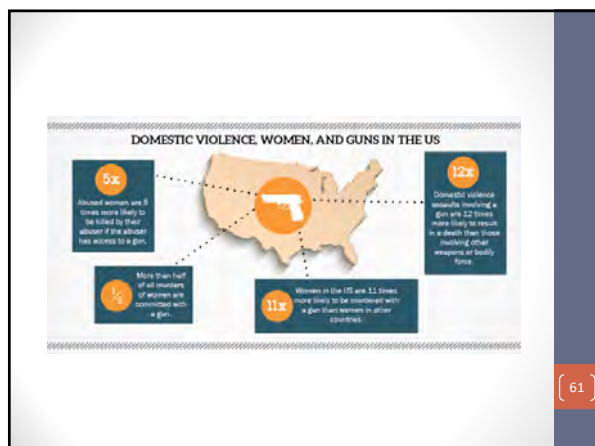 DOMESTIC VIOLENCE, WOMEN, AND GUNS IN THE US
5x
Abused women are 5
times more likely to
be killed by their
abuser if the abuser
has access to a gun.
12x
Domestic violence
assaults involving a
gun are 12 times
more likely to result
in a death than those
involving other
weapons or bodily
force.
½
More than half
of all murders
of women are
committed with
a gun.
11x
Women in the US are 11 times
more likely to be murdered with
a gun than women in other
countries.
61